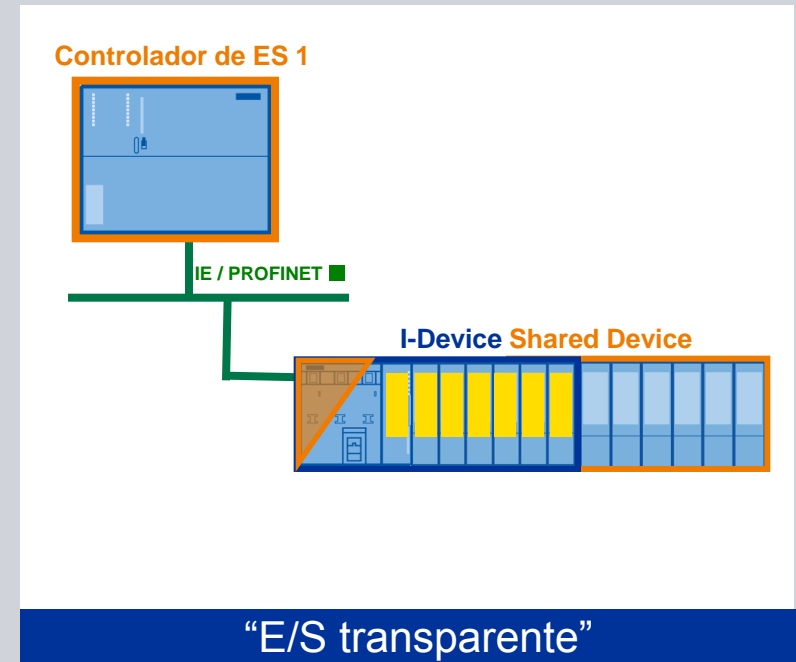 Controlador de ES 1
IE / PROFINET
I-Device Shared Device
“E/S transparente”